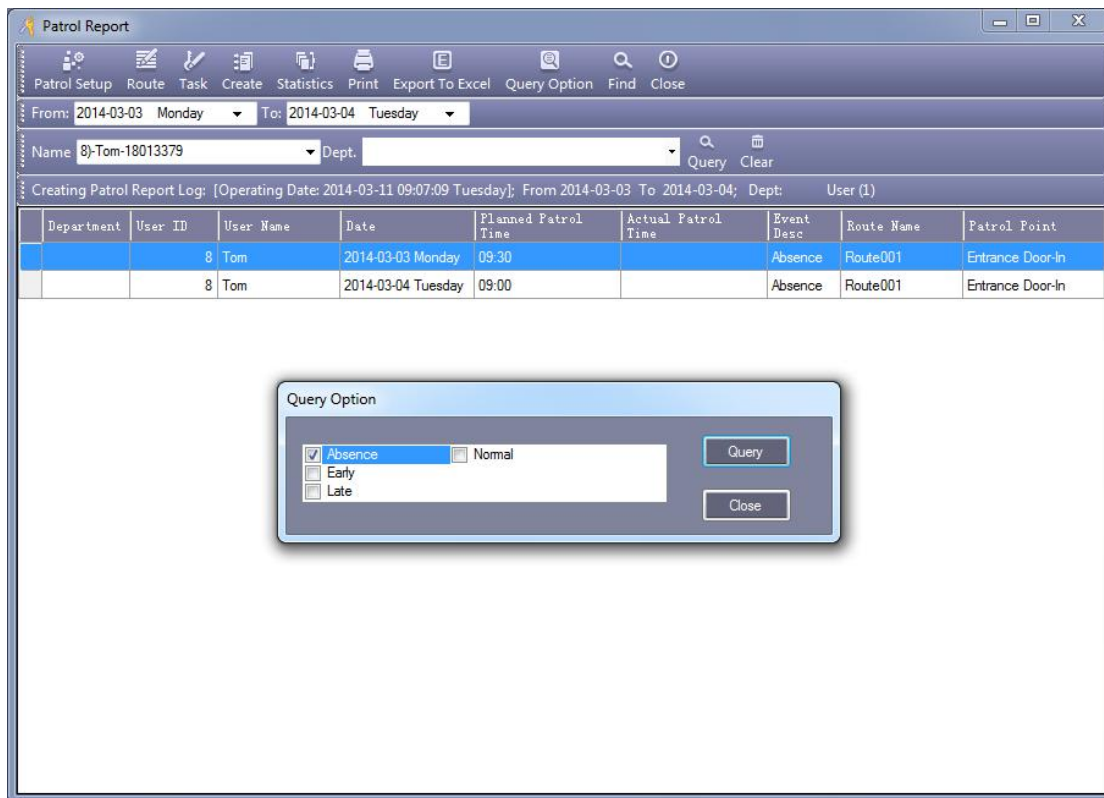 Patrol Report
Patrol Setup Route Task Create Statistics Print Export To Excel Query Option Find Close
From: 2014-03-03 Monday To: 2014-03-04 Tuesday
Name 8)-Tom-18013379 Dept. Query Clear
Creating Patrol Report Log: [Operating Date: 2014-03-11 09:07:09 Tuesday]; From 2014-03-03 To 2014-03-04; Dept: User (1)
Department User ID User Name Date Planned Patrol Time Actual Patrol Time Event Desc Route Name Patrol Point
8 Tom 2014-03-03 Monday 09:30 Absence Route001 Entrance Door-In
8 Tom 2014-03-04 Tuesday 09:00 Absence Route001 Entrance Door-In
Query Option
Absence Normal Query
Early
Late Close